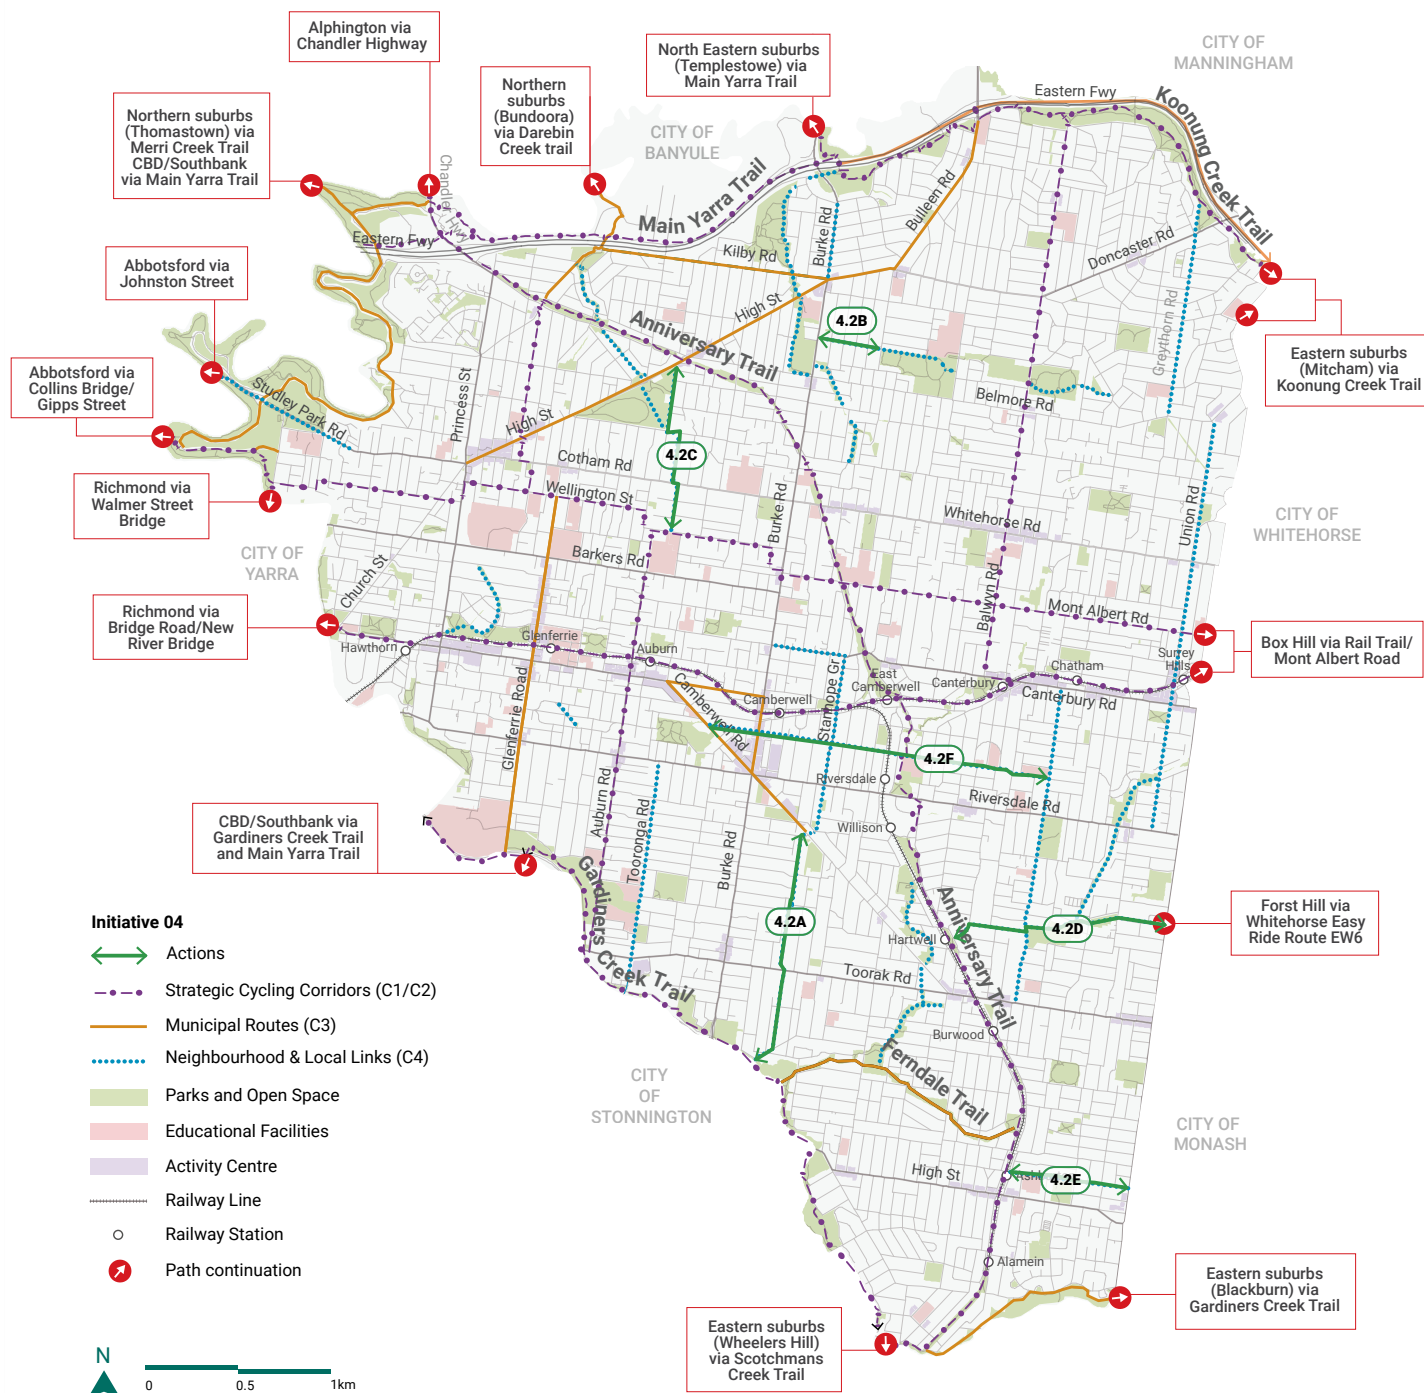 Alphington via
Chandler Highway
North Eastern suburbs
(Templestowe) via
Main Yarra Trail
CITY OF
MANNINGHAM
Northern
suburbs
(Bundoora)
via Darebin
Creek trail
Northern suburbs
(Thomastown) via
Merri Creek Trail
CBD/Southbank
via Main Yarra Trail
CITY OF
BANYULE
Eastern Fwy
Koonung Creek Trail
Chandler Hwy
Main Yarra Trail
Eastern Fwy
Burke Rd
Bulleen Rd
Kilby Rd
Doncaster Rd
Abbotsford via
Johnston Street
High St
Anniversary Trail
4.2B
Greythorn Rd
Eastern suburbs
(Mitcham) via
Koonung Creek Trail
Abbotsford via
Collins Bridge/
Gipps Street
Studley Park Rd
Princess St
High St
Belmore Rd
4.2C
Cotham Rd
Wellington St
Burke Rd
Whitehorse Rd
Union Rd
Richmond via
Walmer Street
Bridge
CITY OF
WHITEHORSE
CITY OF
YARRA
Barkers Rd
Church St
Balwyn Rd
Mont Albert Rd
Richmond via
Bridge Road/New
River Bridge
Hawthorn
Glenferrie
Auburn
East
Camberwell
Canterbury
Chatham
Surrey
Hills
Box Hill via Rail Trail/
Mont Albert Road
Canterbury Rd
Camberwell
Camberwell Rd
Stanhope Gr
Glenferrie Road
4.2F
Riversdale
Riversdale Rd
Willison
Auburn Rd
Tooronga Rd
Burke Rd
CBD/Southbank via
Gardiners Creek Trail
and Main Yarra Trail
Gardiners Creek Trail
4.2A
Anniversary Trail
Hartwell
4.2D
Forst Hill via
Whitehorse Easy
Ride Route EW6
Toorak Rd
Burwood
Ferndale Trail
CITY
OF
STONNINGTON
CITY OF
MONASH
High St
4.2E
Alamein
Eastern suburbs
(Blackburn) via
Gardiners Creek Trail
Eastern suburbs
(Wheelers Hill)
via Scotchmans
Creek Trail
Initiative 04
Actions
Strategic Cycling Corridors (C1/C2)
Municipal Routes (C3)
Neighbourhood & Local Links (C4)
Parks and Open Space
Educational Facilities
Activity Centre
Railway Line
Railway Station
Path continuation
N
0 0.5 1km